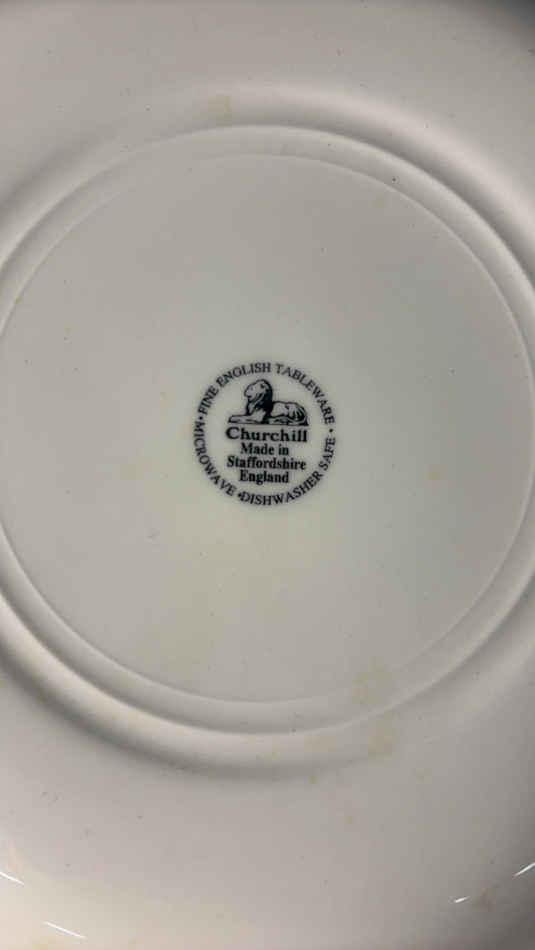 • FINE ENGLISH TABLEWARE •
Churchill
Made in
Staffordshire
England
MICROWAVE • DISHWASHER SAFE